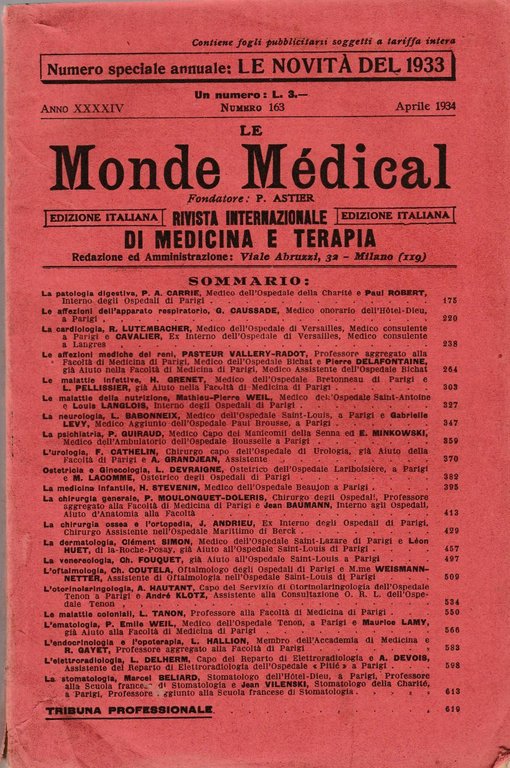 Contiene fogli pubblicitari soggetti a tariffa intera
Numero speciale annuale: LE NOVITÀ DEL 1933
Un numero: L. 3.—
ANNO XXXXIV NUMERO 163 Aprile 1934
LE
Monde Médical
Fondatore: P. ASTIER
EDIZIONE ITALIANA RIVISTA INTERNAZIONALE EDIZIONE ITALIANA
DI MEDICINA E TERAPIA
Redazione ed Amministrazione: Viale Abruzzi, 32 - Milano (119)
SOMMARIO:
La patologia digestiva, P. A. CARRIE, Medico dell'Ospedale della Charité e Paul ROBERT,
Interno degli Ospedali di Parigi . . . 175
Le affezioni dell'apparato respiratorio, G. CAUSSADE, Medico onorario dell'Hôtel-Dieu,
a Parigi . . . 220
La cardiologia, R. LUTEMBACHER, Medico dell'Ospedale di Versailles, Medico consulente
a Parigi e CAVALIER, Ex Interno dell'Ospedale di Versailles, Medico consulente
a Langres . . . 238
Le affezioni mediche dei reni, PASTEUR VALLERY-RADOT, Professore aggregato alla
Facoltà di Medicina di Parigi, Medico dell'Ospedale Bichat e Pierre DELAFONTAINE,
già Aiuto nella Facoltà di Medicina di Parigi, Medico Assistente dell'Ospedale Bichat 264
Le malattie infettive, H. GRENET, Medico dell'Ospedale Bretonneau di Parigi e
L. PELLISSIER, già Aiuto nella Facoltà di Medicina di Parigi . . . 303
Le malattie della nutrizione, Mathieu-Pierre WEIL, Medico dell'Ospedale Saint-Antoine
e Louis LANGLOIS, Interno degli Ospedali di Parigi . . . 327
La neurologia, L. BABONNEIX, Medico dell'Ospedale Saint-Louis, a Parigi e Gabrielle
LEVY, Medico Aggiunto dell'Ospedale Paul Brousse, a Parigi . . . 347
La psichiatria, P. GUIRAUD, Medico Capo dei Manicomii della Senna ed E. MINKOWSKI,
Medico dell'Ambulatorio dell'Ospedale Rousselle a Parigi . . . 359
L'urologia, F. CATHELIN, Chirurgo capo dell'Ospedale di Urologia, già Aiuto della
Facoltà di Parigi e A. GRANDJEAN, Assistente . . . 370
Ostetricia e Ginecologia, L. DEVRAIGNE, Ostetrico dell'Ospedale Lariboisière, a Parigi
e M. LACOMME, Ostetrico degli Ospedali di Parigi . . . 382
La medicina infantile, H. STEVENIN, Medico dell'Ospedale Beaujon a Parigi . . . 395
La chirurgia generale, P. MOULONGUET-DOLERIS, Chirurgo degli Ospedali, Professore
aggregato alla Facoltà di Medicina di Parigi e Jean BAUMANN, Interno agli Ospedali,
Aiuto d'Anatomia alla Facoltà . . . 413
La chirurgia ossea e l'ortopedia, J. ANDRIEU, Ex Interno degli Ospedali di Parigi,
Chirurgo Assistente nell'Ospedale Marittimo di Berck . . . 429
La dermatologia, Clément SIMON, Medico dell'Ospedale Saint-Lazare di Parigi e Léon
HUET, di la-Roche-Posay, già Aiuto all'Ospedale Saint-Louis di Parigi . . . 457
La venereologia, Ch. FOUQUET, già Aiuto all'Ospedale Saint-Louis a Parigi . . . 497
L'oftalmologia, Ch. COUTELA, Oftalmologo degli Ospedali di Parigi e M.me WEISMANN-
NETTER, Assistente di Oftalmologia nell'Ospedale Saint-Louis di Parigi . . . 509
L'otorinolaringologia, A. HAUTANT, Capo del Servizio di Otorinolaringoiatria dell'Ospedale
Tenon a Parigi e André KLOTZ, Assistente alla Consultazione O. R. L. dell'Ospe-
dale Tenon . . . 534
Le malattie coloniali, L. TANON, Professore alla Facoltà di Medicina di Parigi . . . 550
L'ematologia, P. Emile WEIL, Medico dell'Ospedale Tenon, a Parigi e Maurice LAMY,
già Aiuto alla Facoltà di Medicina di Parigi . . . 566
L'endocrinologia e l'opoterapia, L. HALLION, Membro dell'Accademia di Medicina e
R. GAYET, Professore aggregato alla Facoltà di Parigi . . . 583
L'elettroradiologia, L. DELHERM, Capo del Reparto di Elettroradiologia e A. DEVOIS,
Assistente del Reparto di Elettroradiologia dell'Ospedale « Pitié » a Parigi . . . 598
La stomatologia, Marcel BELIARD, Stomatologo dell'Hôtel-Dieu, a Parigi, Professore
alla Scuola francese di Stomatologia e Jean VILENSKI, Stomatologo della Charité,
a Parigi, Professore aggiunto alla Scuola francese di Stomatologia . . . 613
TRIBUNA PROFESSIONALE . . . 619